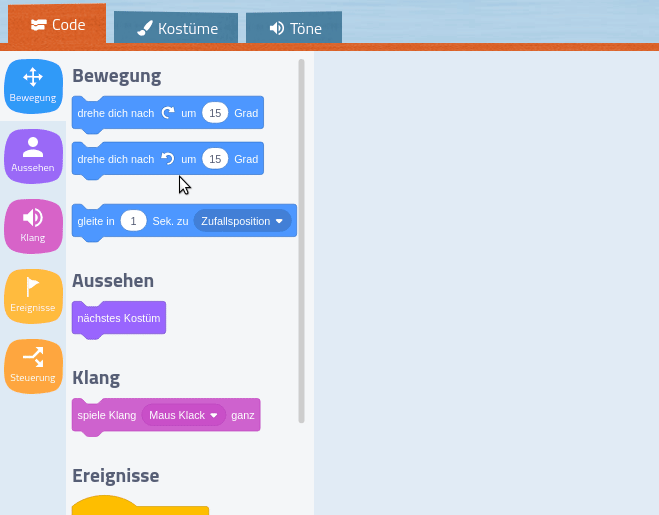 Code
Kostüme
Töne
Bewegung
Aussehen
Klang
Ereignisse
Steuerung
Bewegung
drehe dich nach um 15 Grad
drehe dich nach um 15 Grad
gleite in 1 Sek. zu Zufallsposition
Aussehen
nächstes Kostüm
Klang
spiele Klang Maus Klack ganz
Ereignisse